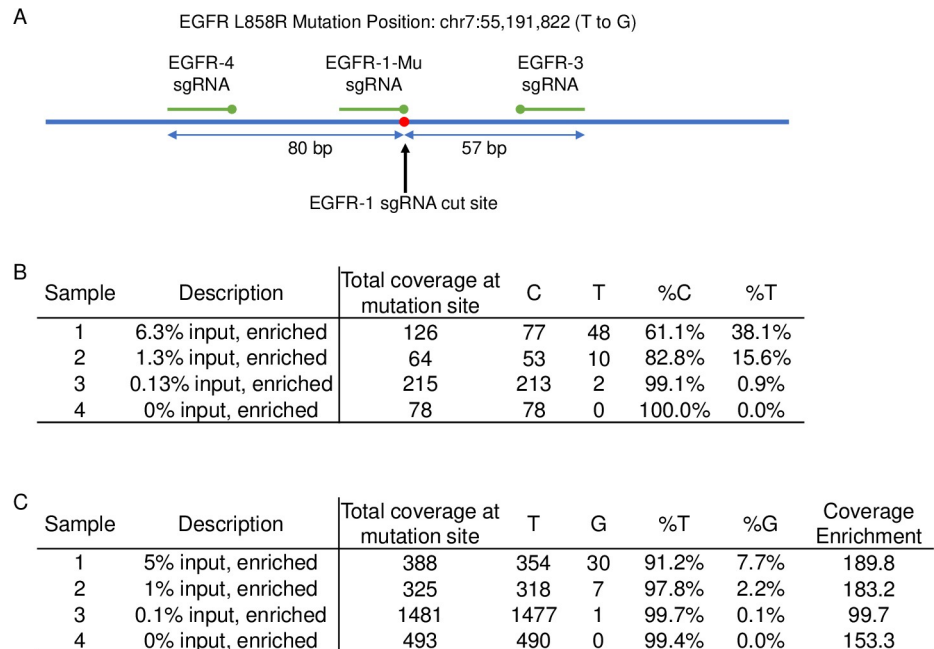 A
EGFR L858R Mutation Position: chr7:55,191,822 (T to G)
EGFR-4 EGFR-1-Mu EGFR-3
sgRNA sgRNA sgRNA
80 bp 57 bp
EGFR-1 sgRNA cut site
B
Sample Description Total coverage at mutation site C T %C %T
1 6.3% input, enriched 126 77 48 61.1% 38.1%
2 1.3% input, enriched 64 53 10 82.8% 15.6%
3 0.13% input, enriched 215 213 2 99.1% 0.9%
4 0% input, enriched 78 78 0 100.0% 0.0%
C
Sample Description Total coverage at mutation site T G %T %G Coverage Enrichment
1 5% input, enriched 388 354 30 91.2% 7.7% 189.8
2 1% input, enriched 325 318 7 97.8% 2.2% 183.2
3 0.1% input, enriched 1481 1477 1 99.7% 0.1% 99.7
4 0% input, enriched 493 490 0 99.4% 0.0% 153.3